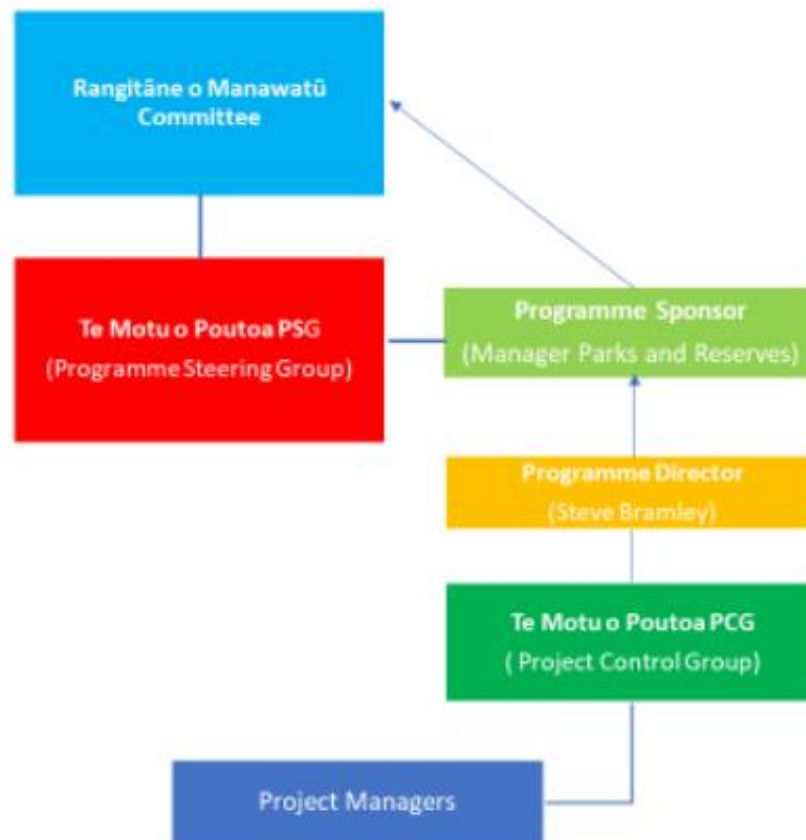 Rangitāne o Manawatū
Committee
Te Motu o Poutoa PSG
(Programme Steering Group)
Programme Sponsor
(Manager Parks and Reserves)
Programme Director
(Steve Bramley)
Te Motu o Poutoa PCG
( Project Control Group)
Project Managers